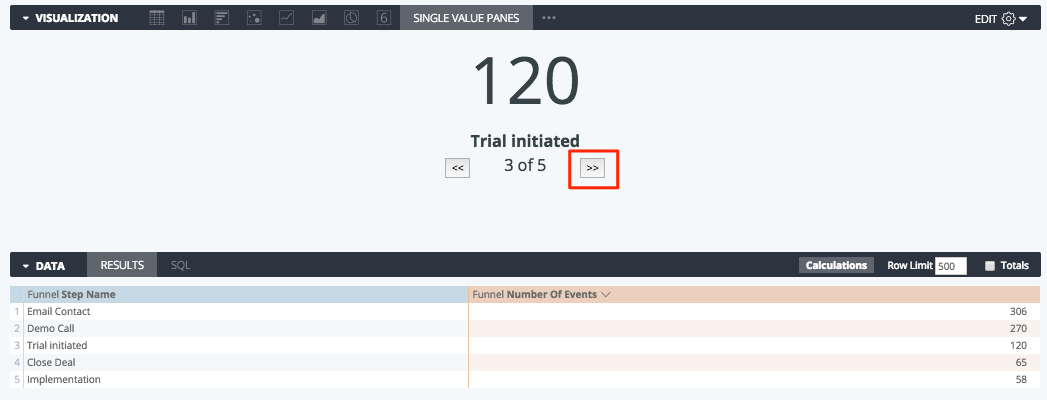 VISUALIZATION 6 SINGLE VALUE PANES ••• EDIT
120
Trial initiated
<< 3 of 5 >>
DATA RESULTS SQL Calculations Row Limit 500 Totals
Funnel Step Name Funnel Number Of Events
1 Email Contact 306
2 Demo Call 270
3 Trial initiated 120
4 Close Deal 65
5 Implementation 58